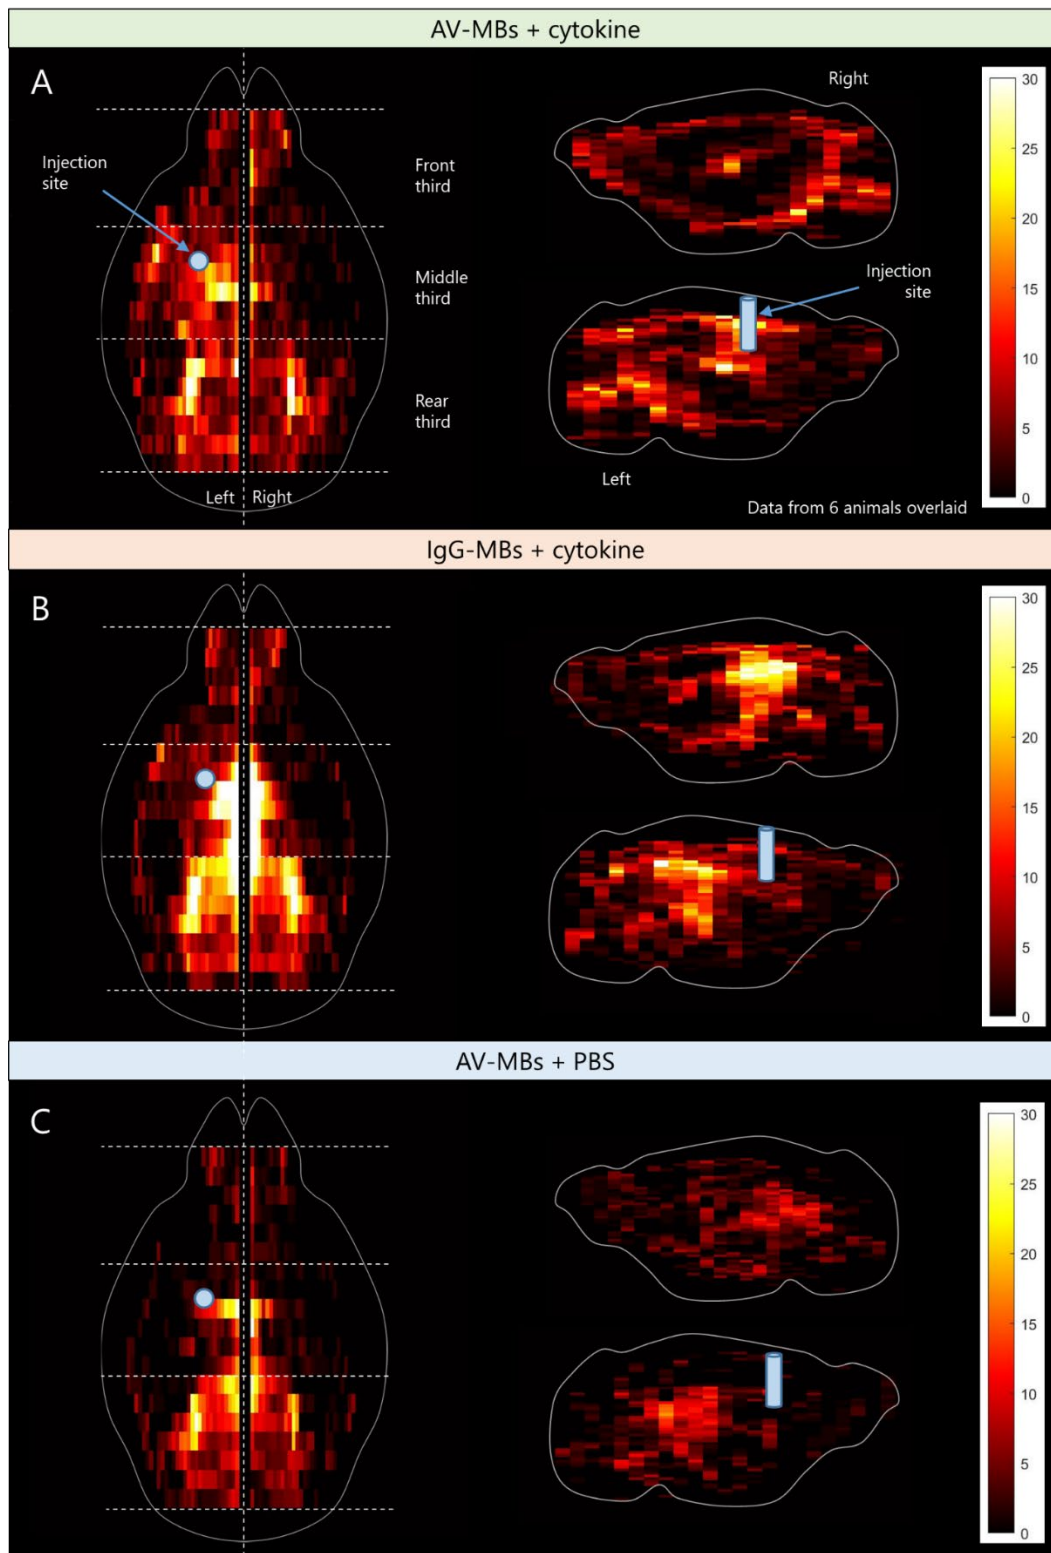 AV-MBs + cytokine
A
Injection
site
Front
third
Middle
third
Rear
third
Left
Right
Right
Injection
site
Left
Data from 6 animals overlaid
30
25
20
15
10
5
0
IgG-MBs + cytokine
B
30
25
20
15
10
5
0
AV-MBs + PBS
C
30
25
20
15
10
5
0